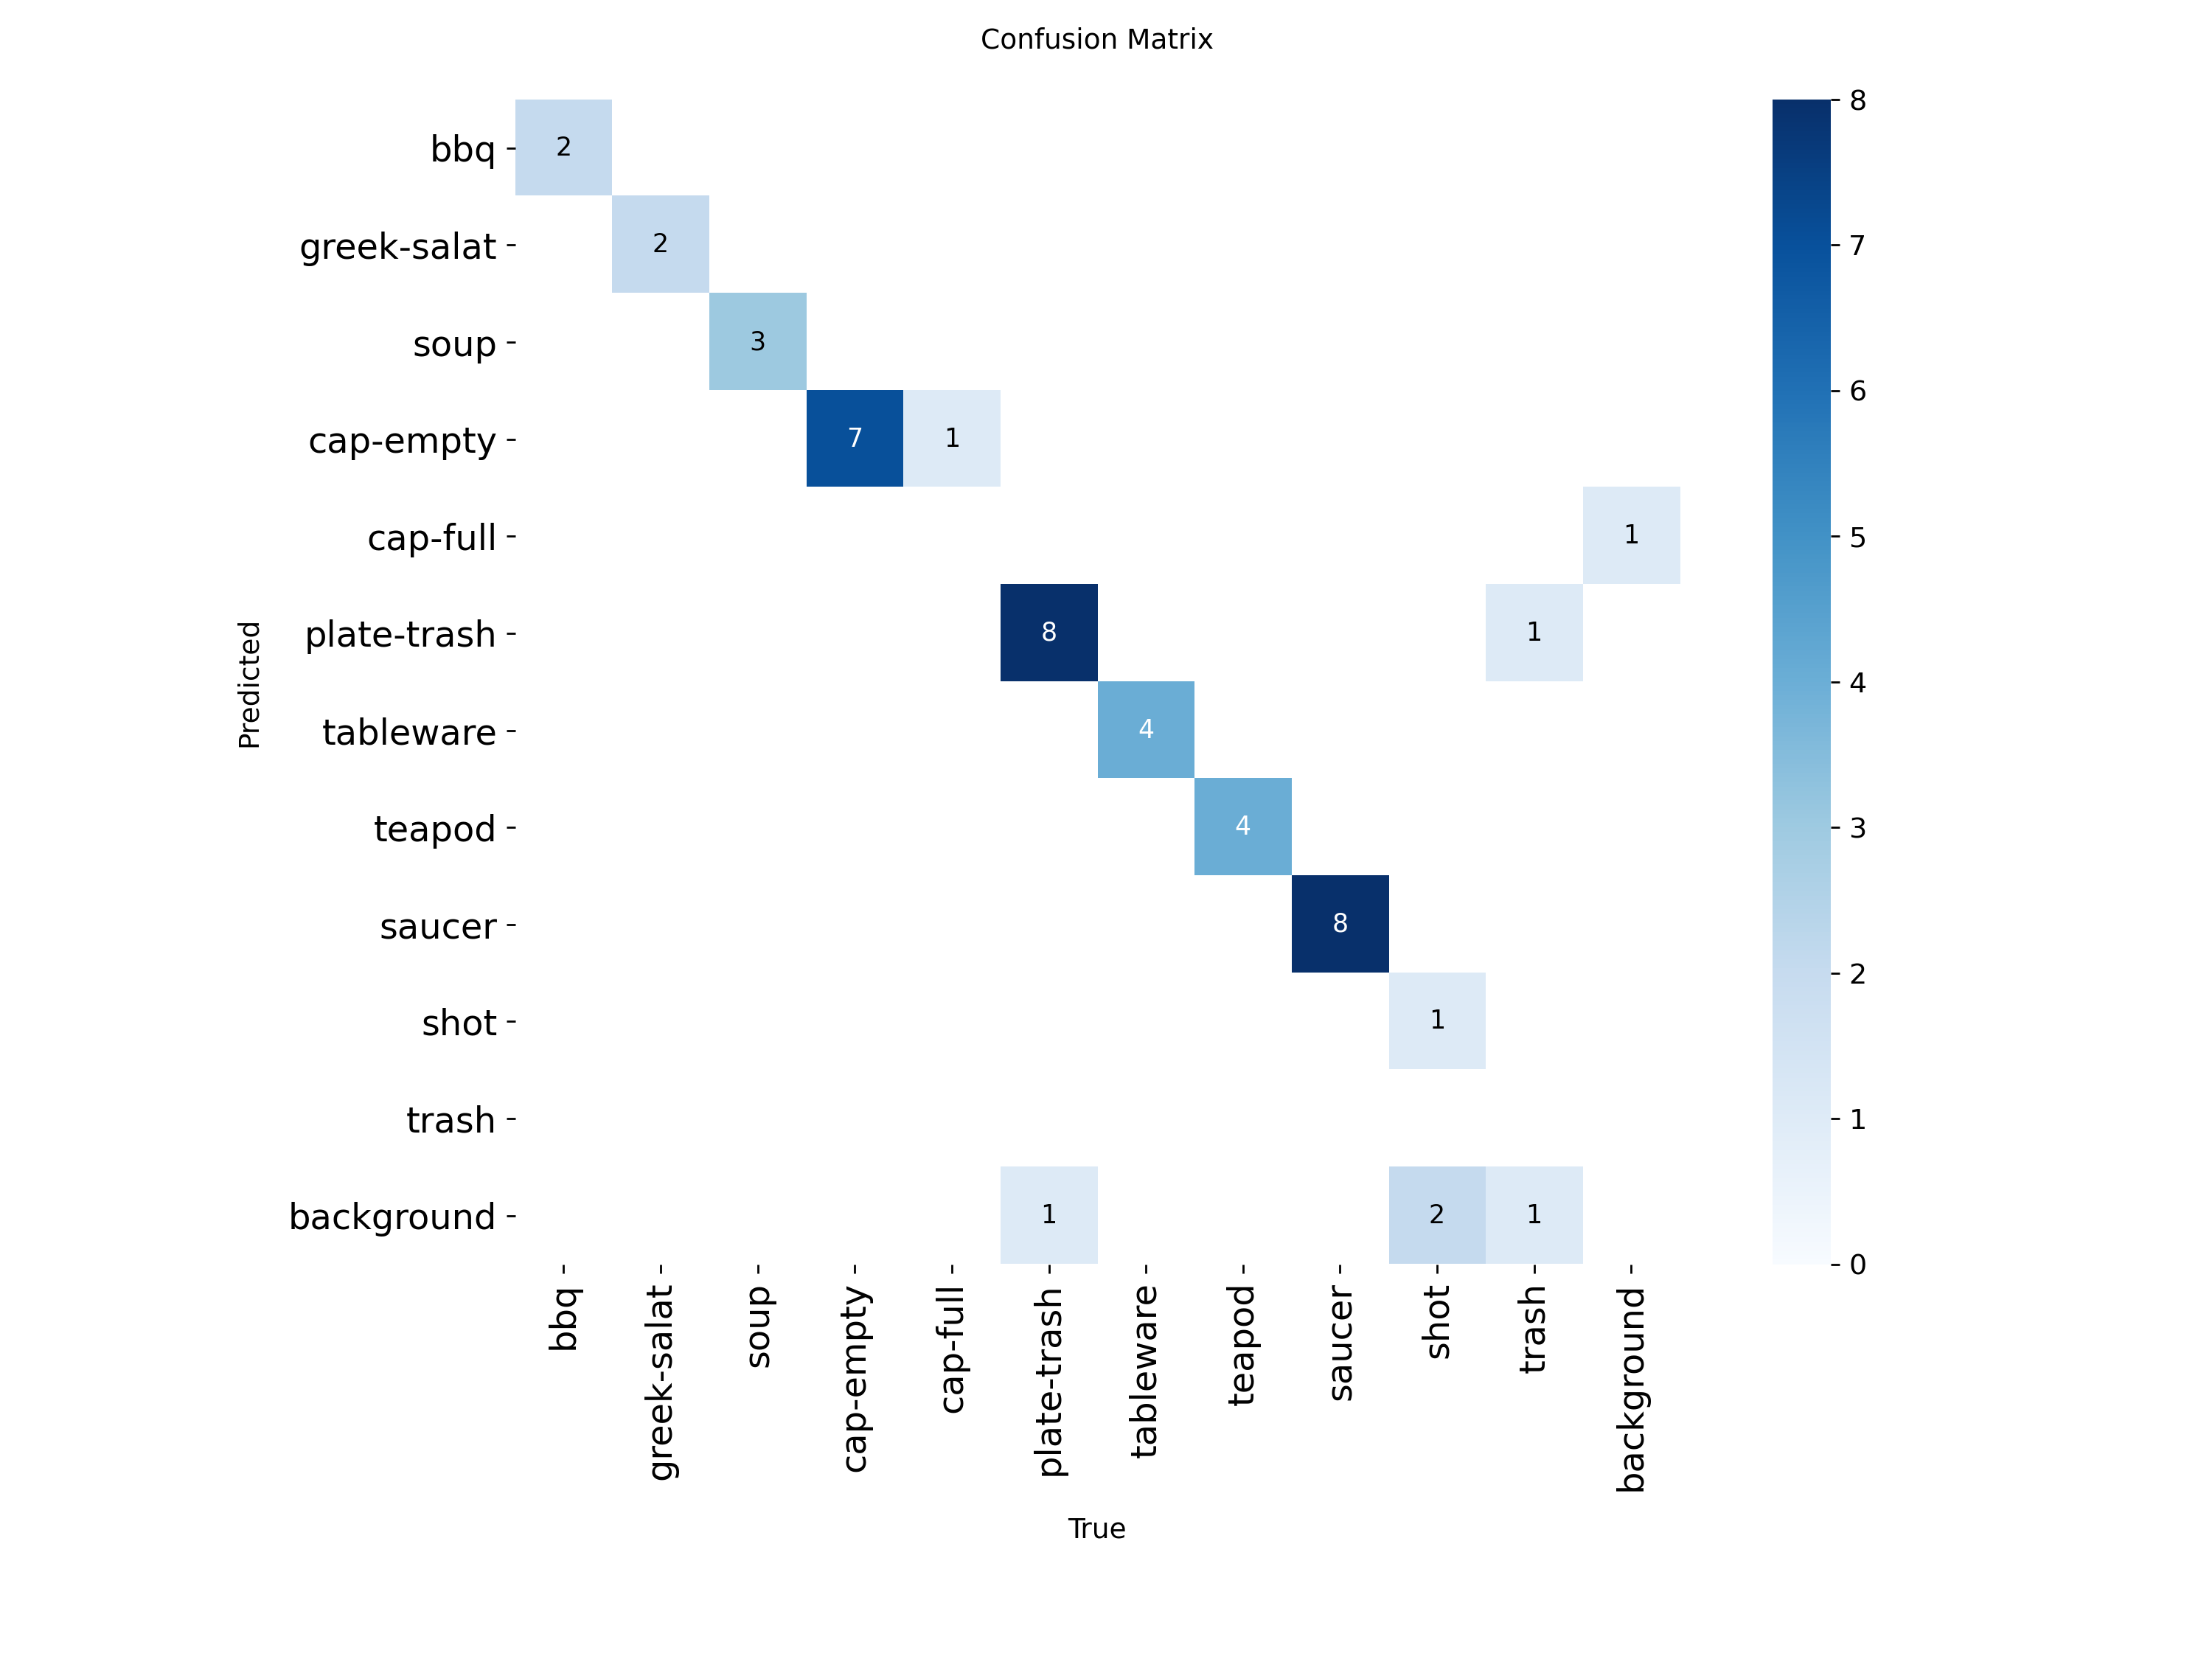 Confusion Matrix
bbq
greek-salat
soup
cap-empty
cap-full
plate-trash
tableware
teapod
saucer
shot
trash
background
Predicted
2
2
3
7 1
1
8 1
4
4
8
1
1 2 1
bbq
greek-salat
soup
cap-empty
cap-full
plate-trash
tableware
teapod
saucer
shot
trash
background
True
8
7
6
5
4
3
2
1
0